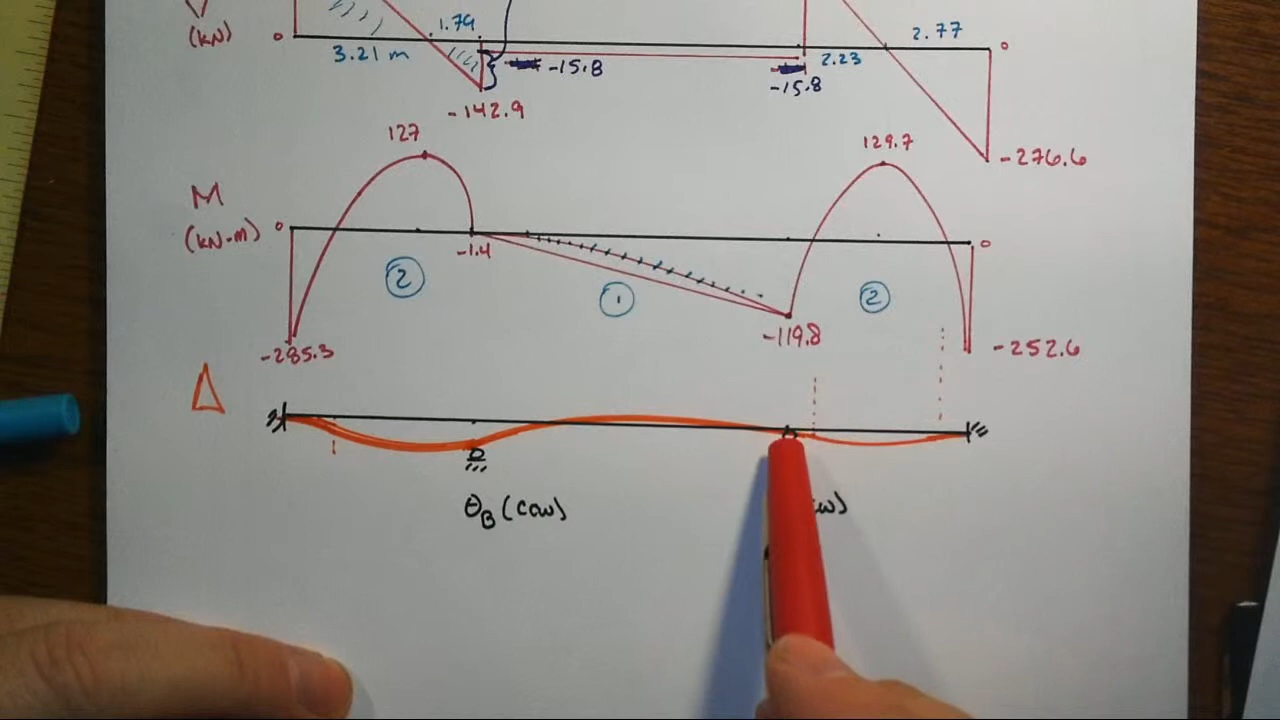 V 1.79 2.77
(kN) 0 0
3.21 m -15.8 2.23
-15.8
-142.9
127 129.7
-276.6
M
(kN-m) 0 0
-1.4
2 1 2
-119.8
-285.3 -252.6
Δ
θB (ccw)